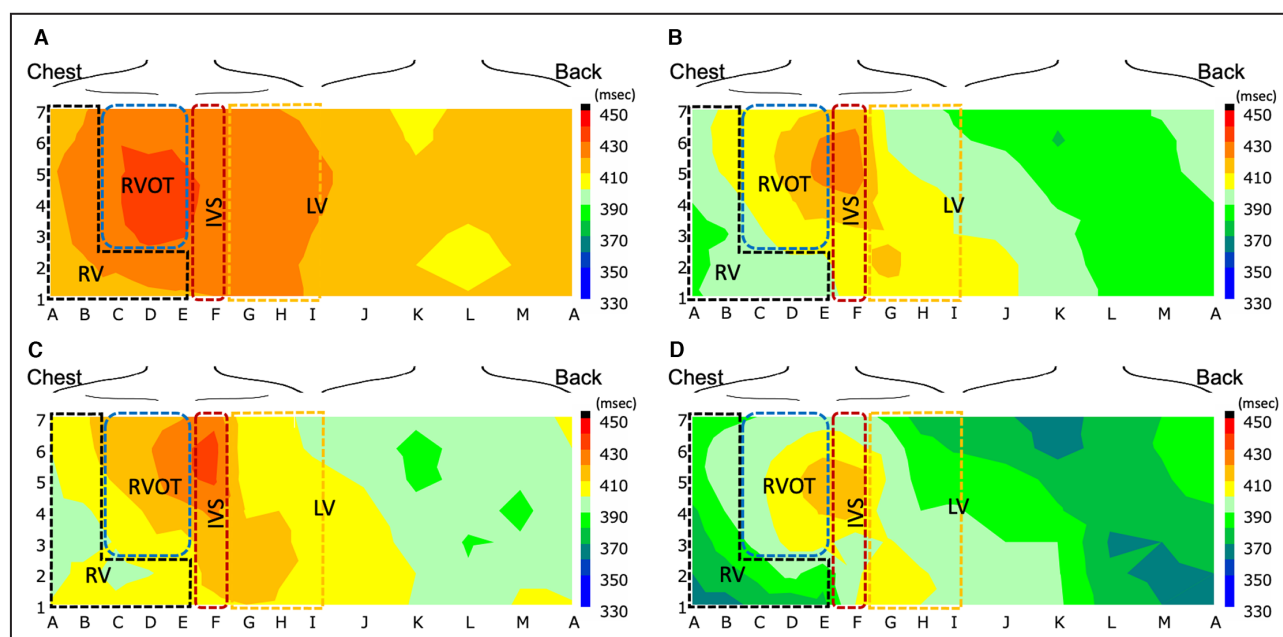 A
Chest
Back
(msec)
7
6
5
4
3
2
1
RVOT
IVS
LV
RV
450
430
410
390
370
350
330
A B C D E F G H I J K L M A
B
Chest
Back
(msec)
7
6
5
4
3
2
1
RVOT
IVS
LV
RV
450
430
410
390
370
350
330
A B C D E F G H I J K L M A
C
Chest
Back
(msec)
7
6
5
4
3
2
1
RVOT
IVS
LV
RV
450
430
410
390
370
350
330
A B C D E F G H I J K L M A
D
Chest
Back
(msec)
7
6
5
4
3
2
1
RVOT
IVS
LV
RV
450
430
410
390
370
350
330
A B C D E F G H I J K L M A